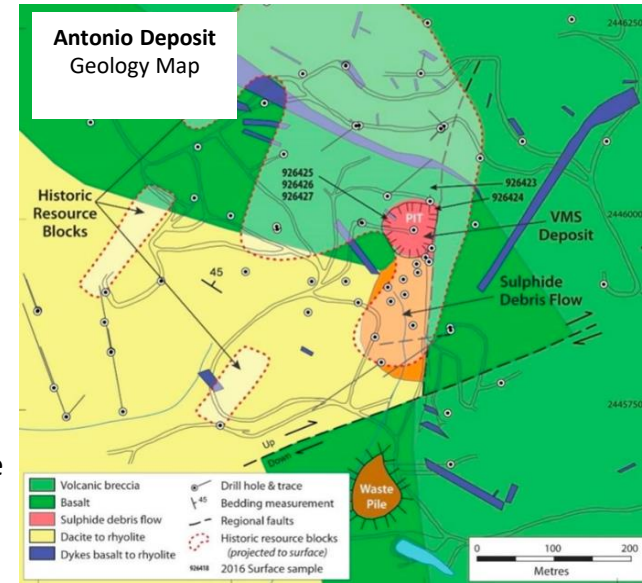 Antonio Deposit
Geology Map
2446250
926425
926426
926427
926423
926424
PIT
2446000
VMS
Deposit
Historic
Resource
Blocks
45
Sulphide
Debris Flow
2445750
Up
Down
Waste
Pile
Volcanic breccia
Basalt
Sulphide debris flow
Dacite to rhyolite
Dykes basalt to rhyolite
Drill hole & trace
45 Bedding measurement
Regional faults
Historic resource blocks
(projected to surface)
926418 2016 Surface sample
0 100 200
Metres
e